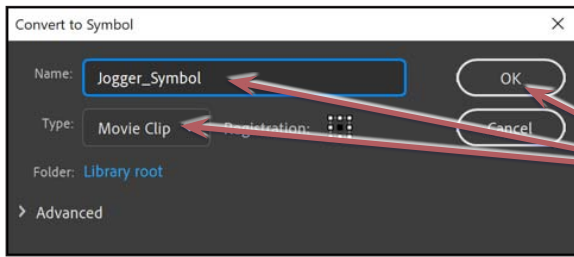 Convert to Symbol
Name: Jogger_Symbol OK
Type: Movie Clip Registration: Cancel
Folder: Library root
Advanced